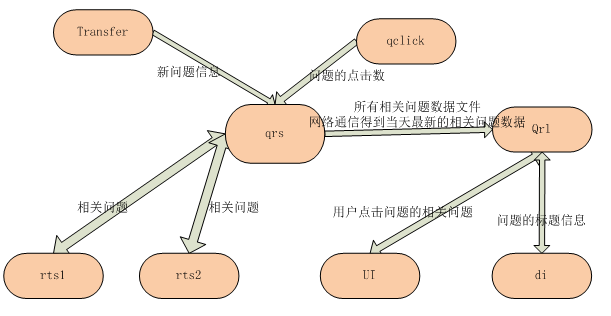 Transfer
qclick
新问题信息
问题的点击数
所有相关问题数据文件
网络通信得到当天最新的相关问题数据
qrs
Qrl
相关问题
相关问题
用户点击问题的相关问题
问题的标题信息
rts1
rts2
UI
di